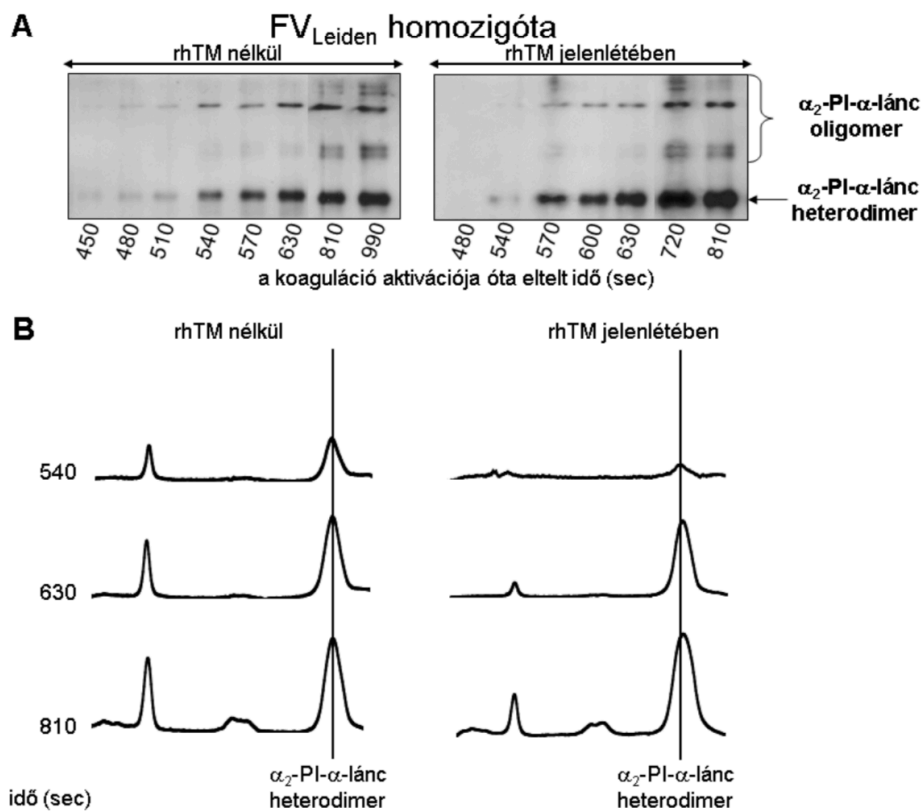 A
FV Leiden homozigóta
rhTM nélkül
rhTM jelenlétében
α2-PI-α-lánc
oligomer
α2-PI-α-lánc
heterodimer
450 480 510 540 570 630 810 990
480 540 570 600 630 720 810
a koaguláció aktivációja óta eltelt idő (sec)
B
rhTM nélkül
rhTM jelenlétében
540
630
810
α2-PI-α-lánc
heterodimer
α2-PI-α-lánc
heterodimer
idő (sec)